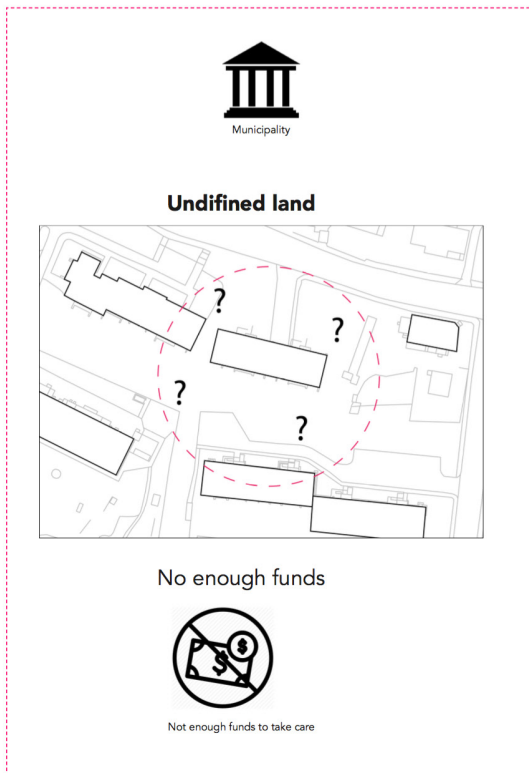 Municipality
Undifined land
?
?
?
?
No enough funds
$
$
Not enough funds to take care